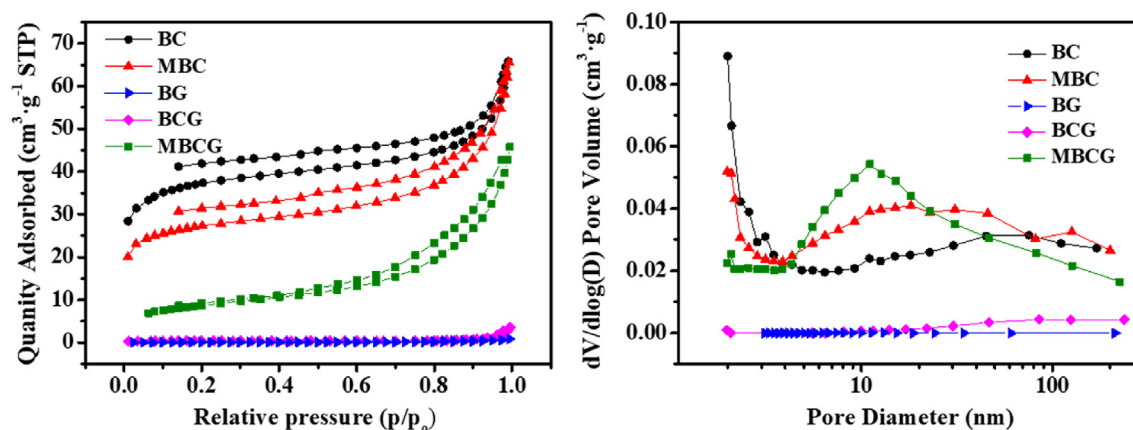 Quanity Adsorbed (cm³·g⁻¹ STP)
70
60
50
40
30
20
10
0
BC
MBC
BG
BCG
MBCG
0.0
0.2
0.4
0.6
0.8
1.0
Relative pressure (p/p₀)
dV/dlog(D) Pore Volume (cm³·g⁻¹)
0.10
0.08
0.06
0.04
0.02
0.00
BC
MBC
BG
BCG
MBCG
10
100
Pore Diameter (nm)